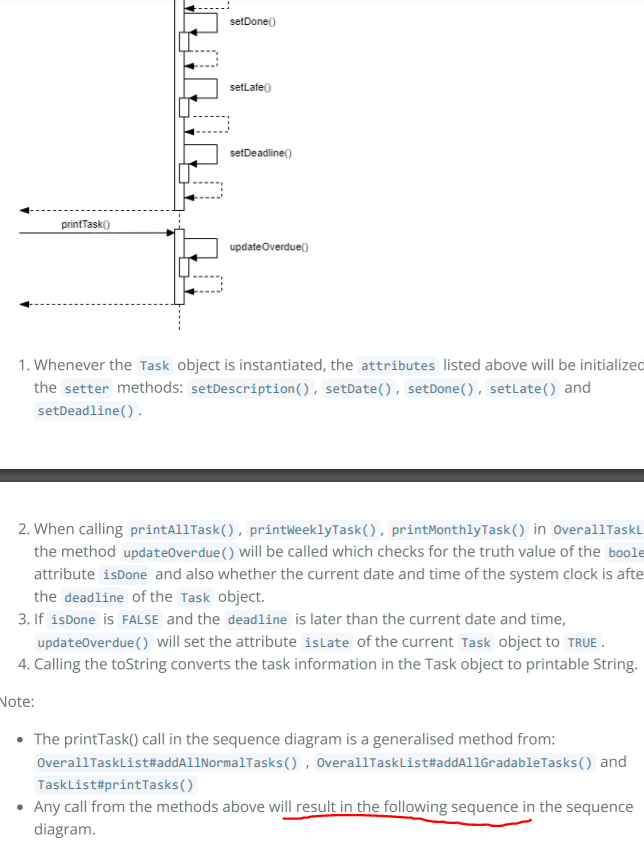 setDone()
setLate()
setDeadline()
printTask()
updateOverdue()
1. Whenever the Task object is instantiated, the attributes listed above will be initialized
the setter methods: setDescription(), setDate(), setDone(), setLate() and
setDeadline().
2. When calling printAllTask(), printWeeklyTask(), printMonthlyTask() in OverallTaskL
the method updateOverdue() will be called which checks for the truth value of the boole
attribute isDone and also whether the current date and time of the system clock is afte
the deadline of the Task object.
3. If isDone is FALSE and the deadline is later than the current date and time,
updateOverdue() will set the attribute isLate of the current Task object to TRUE.
4. Calling the toString converts the task information in the Task object to printable String.
Note:
• The printTask() call in the sequence diagram is a generalised method from:
OverallTaskList#addAllNormalTasks() , OverallTaskList#addAllGradableTasks() and
TaskList#printTasks()
• Any call from the methods above will result in the following sequence in the sequence
diagram.